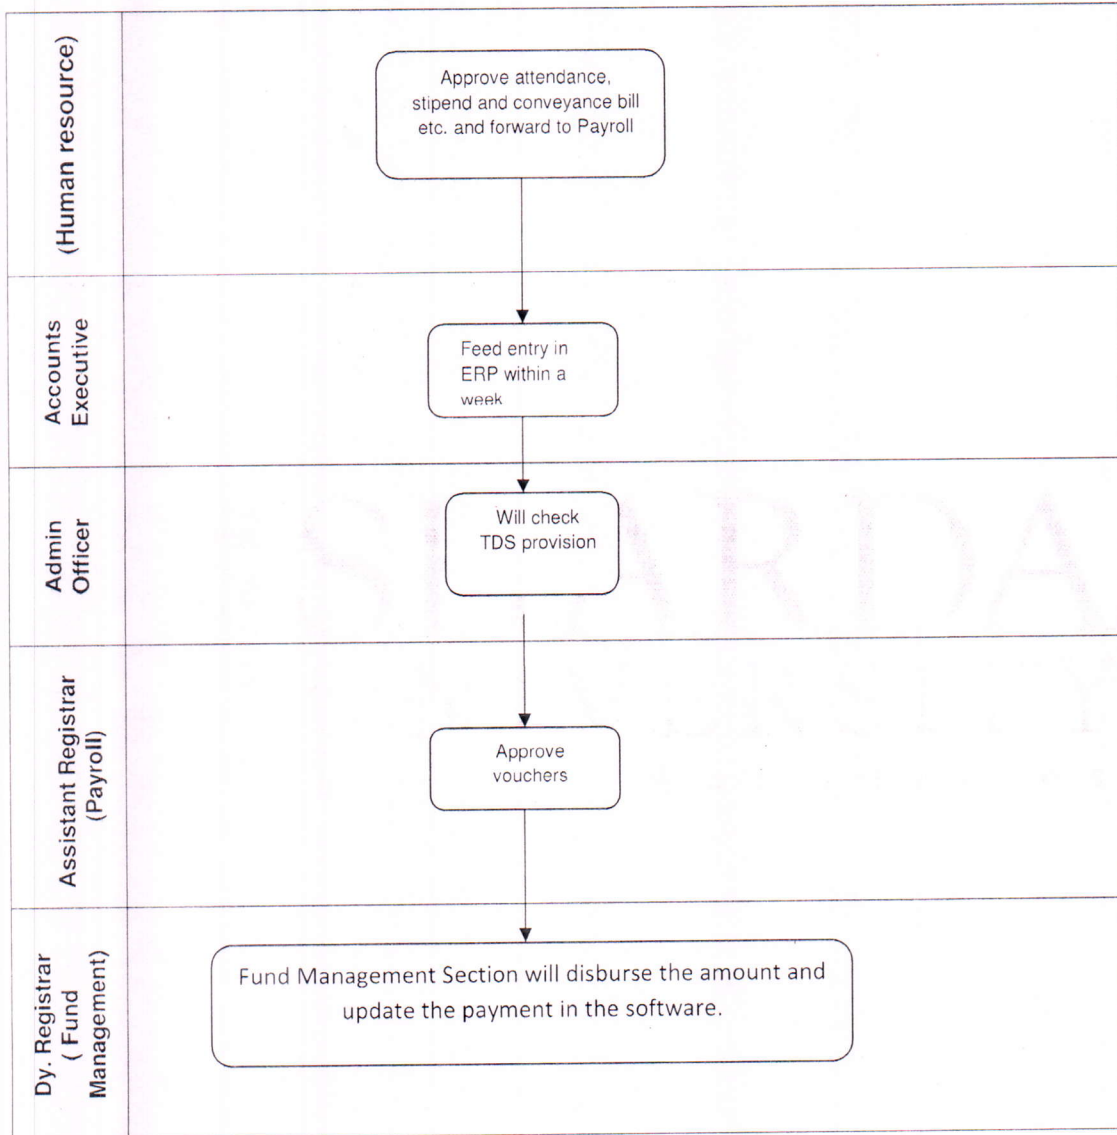 (Human resource)
Approve attendance,
stipend and conveyance bill
etc. and forward to Payroll
Accounts
Executive
Feed entry in
ERP within a
week
Admin
Officer
Will check
TDS provision
Assistant Registrar
(Payroll)
Approve
vouchers
Dy. Registrar
( Fund
Management)
Fund Management Section will disburse the amount and
update the payment in the software.